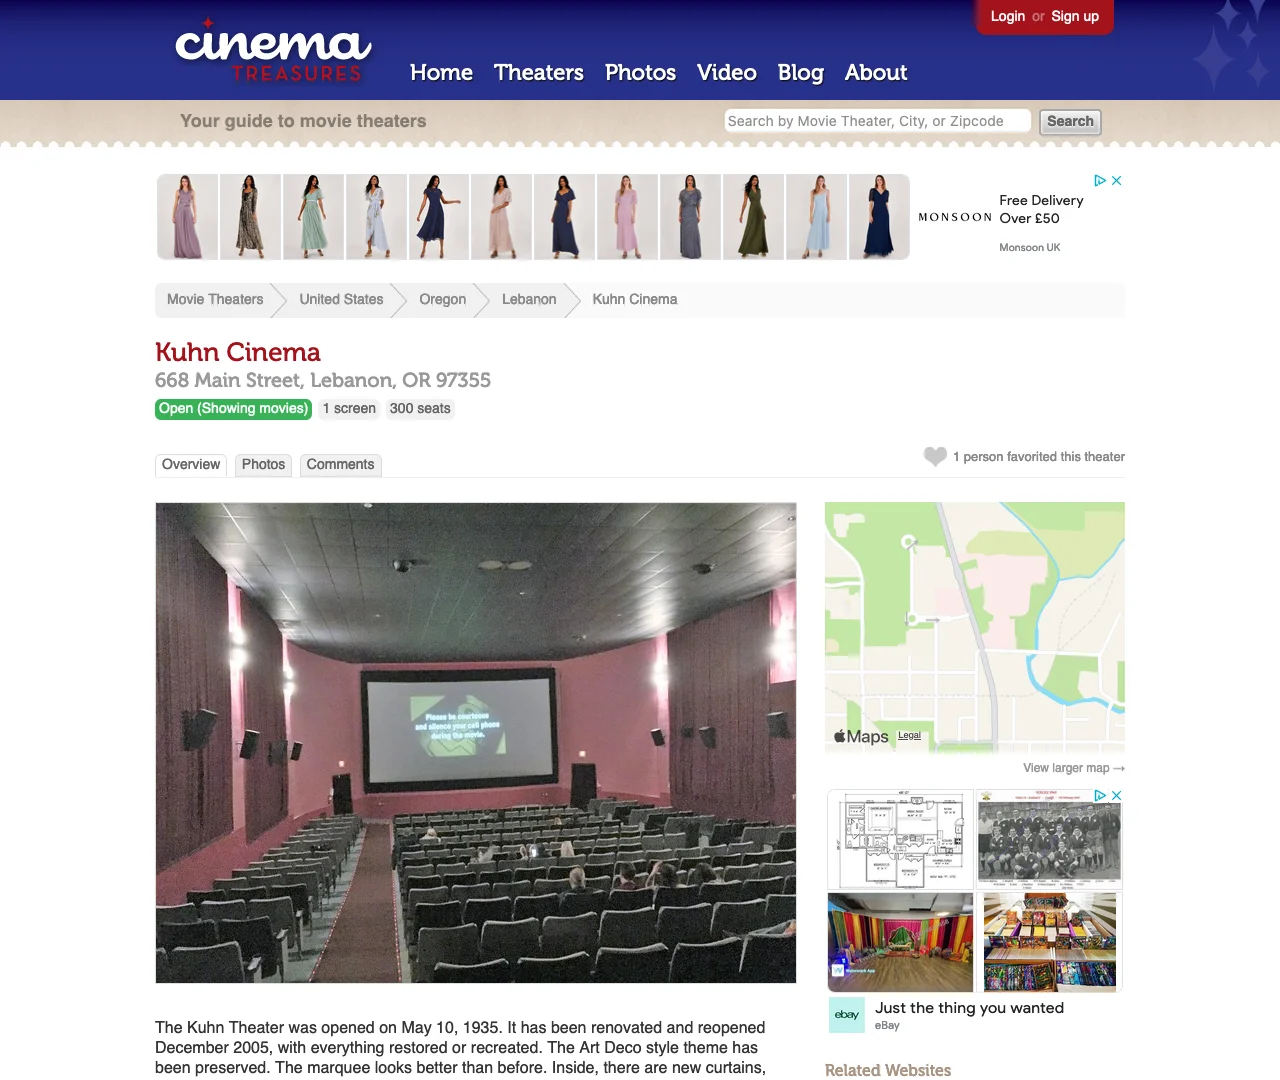 Login or Sign up
cinema
TREASURES
Home Theaters Photos Video Blog About
Your guide to movie theaters
Search by Movie Theater, City, or Zipcode
Search
MONSOON
Free Delivery
Over £50
Monsoon UK
Movie Theaters
United States
Oregon
Lebanon
Kuhn Cinema
Kuhn Cinema
668 Main Street, Lebanon, OR 97355
Open (Showing movies) 1 screen 300 seats
Overview Photos Comments
1 person favorited this theater
Please be courteous
and silence your cell phone
during the movie.
Maps Legal
View larger map →
Watermark App
ebay
Just the thing you wanted
eBay
The Kuhn Theater was opened on May 10, 1935. It has been renovated and reopened
December 2005, with everything restored or recreated. The Art Deco style theme has
been preserved. The marquee looks better than before. Inside, there are new curtains,
Related Websites